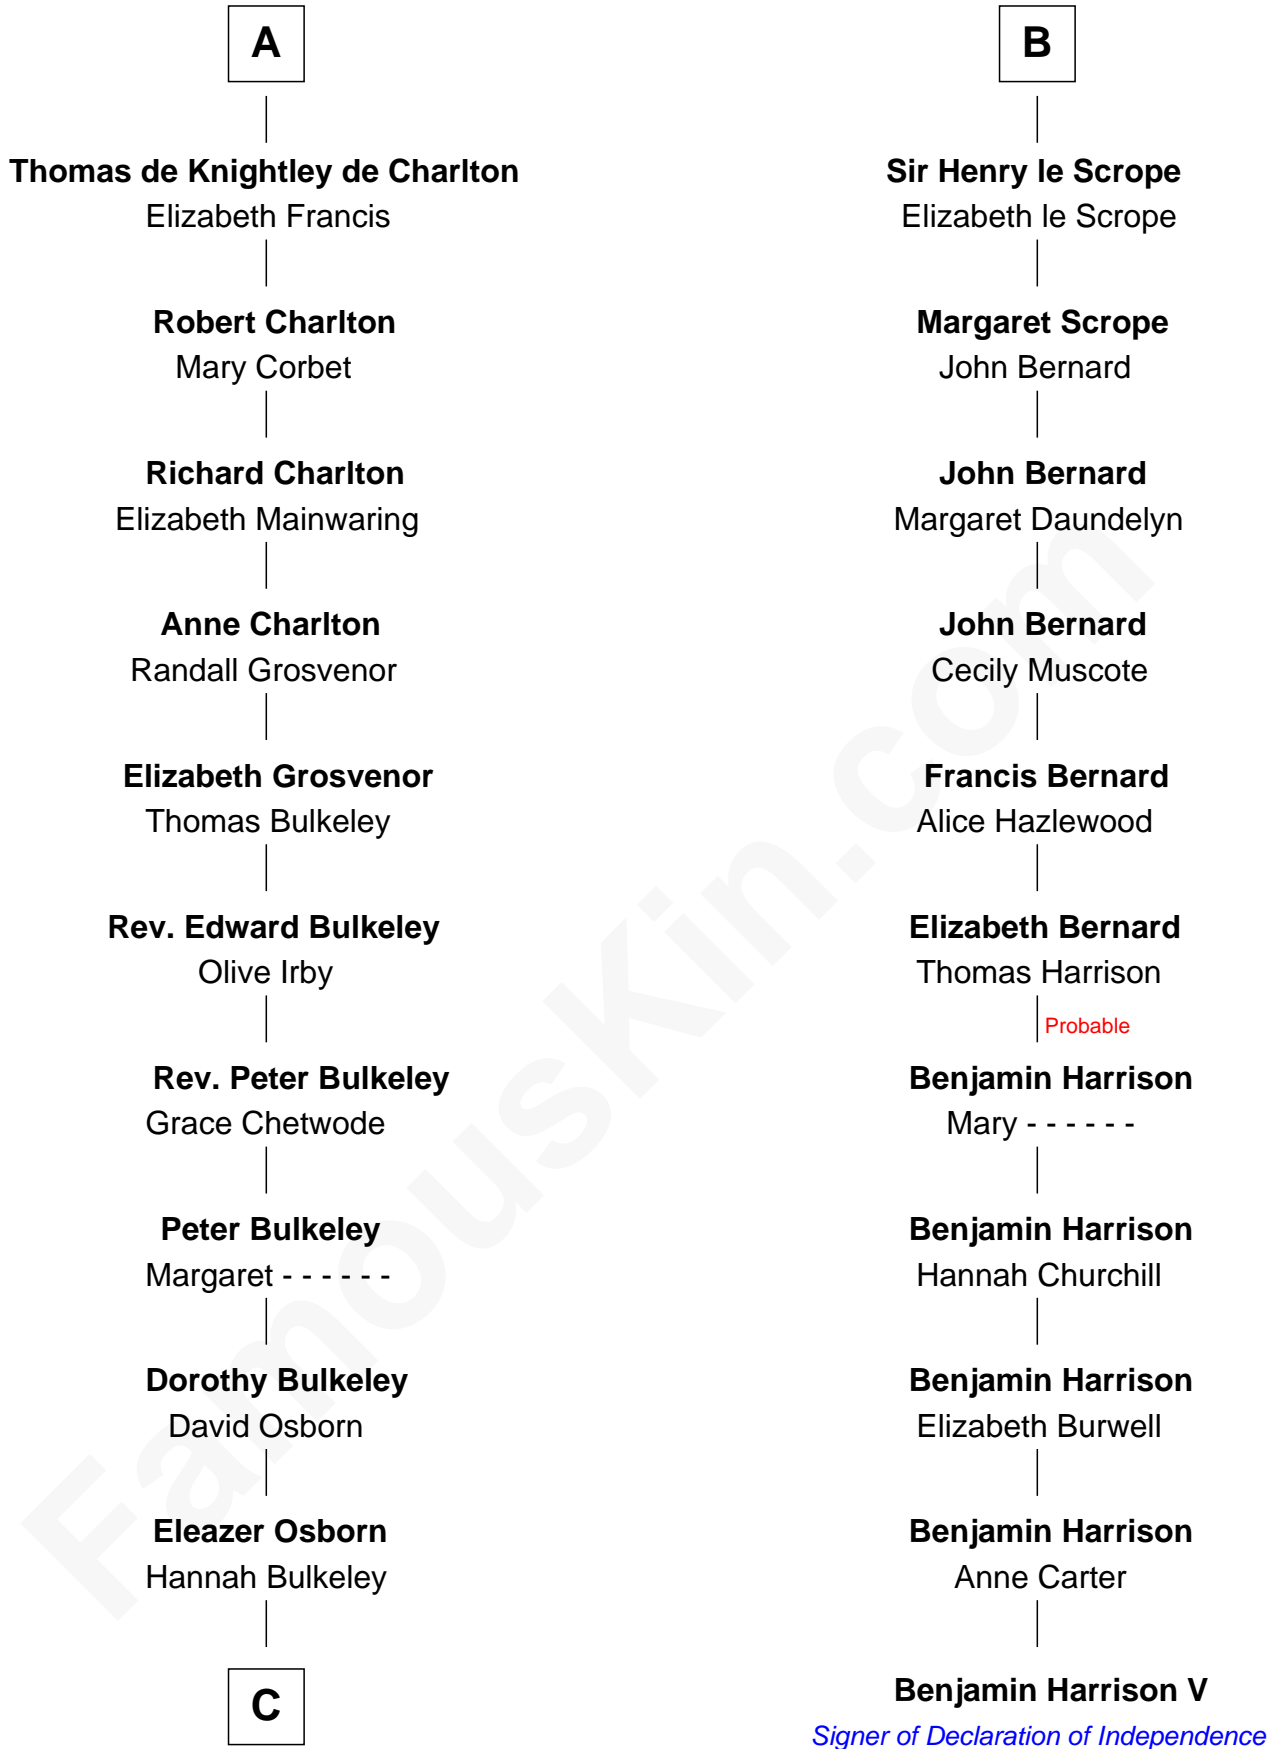 A
Thomas de Knightley de Charlton
Elizabeth Francis
Robert Charlton
Mary Corbet
Richard Charlton
Elizabeth Mainwaring
Anne Charlton
Randall Grosvenor
Elizabeth Grosvenor
Thomas Bulkeley
Rev. Edward Bulkeley
Olive Irby
Rev. Peter Bulkeley
Grace Chetwode
Peter Bulkeley
Margaret - - - - - -
Dorothy Bulkeley
David Osborn
Eleazer Osborn
Hannah Bulkeley
C
B
Sir Henry le Scrope
Elizabeth le Scrope
Margaret Scrope
John Bernard
John Bernard
Margaret Daundelyn
John Bernard
Cecily Muscote
Francis Bernard
Alice Hazlewood
Elizabeth Bernard
Thomas Harrison
Probable
Benjamin Harrison
Mary - - - - - -
Benjamin Harrison
Hannah Churchill
Benjamin Harrison
Elizabeth Burwell
Benjamin Harrison
Anne Carter
Benjamin Harrison V
Signer of Declaration of Independence
FamousKin.com